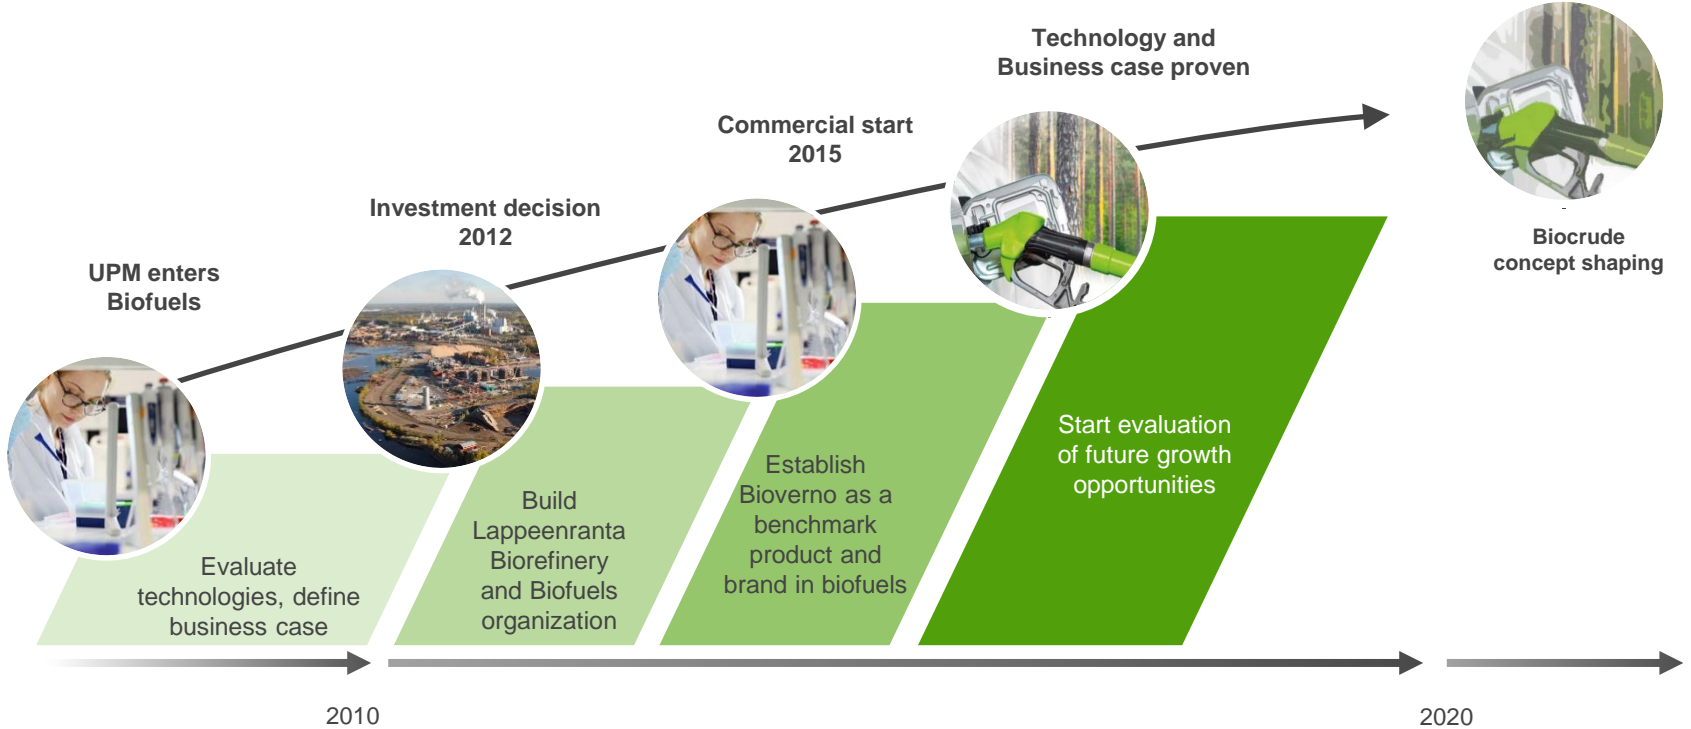 Technology and
Business case proven
Commercial start
2015
Investment decision
2012
UPM enters
Biofuels
Biocrude
concept shaping
Start evaluation
of future growth
opportunities
Establish
Bioverno as a
benchmark
product and
brand in biofuels
Build
Lappeenranta
Biorefinery
and Biofuels
organization
Evaluate
technologies, define
business case
2010
2020